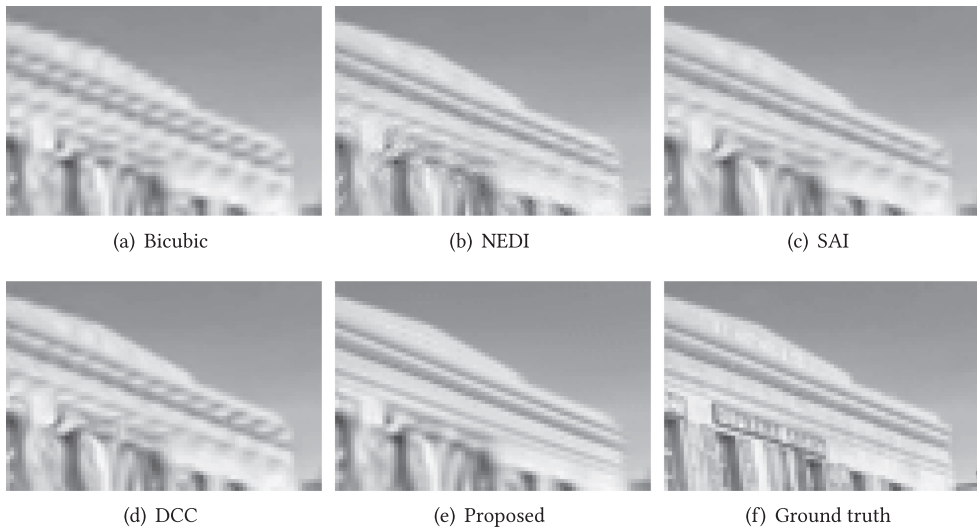 (a) Bicubic
(b) NEDI
(c) SAI
(d) DCC
(e) Proposed
(f) Ground truth